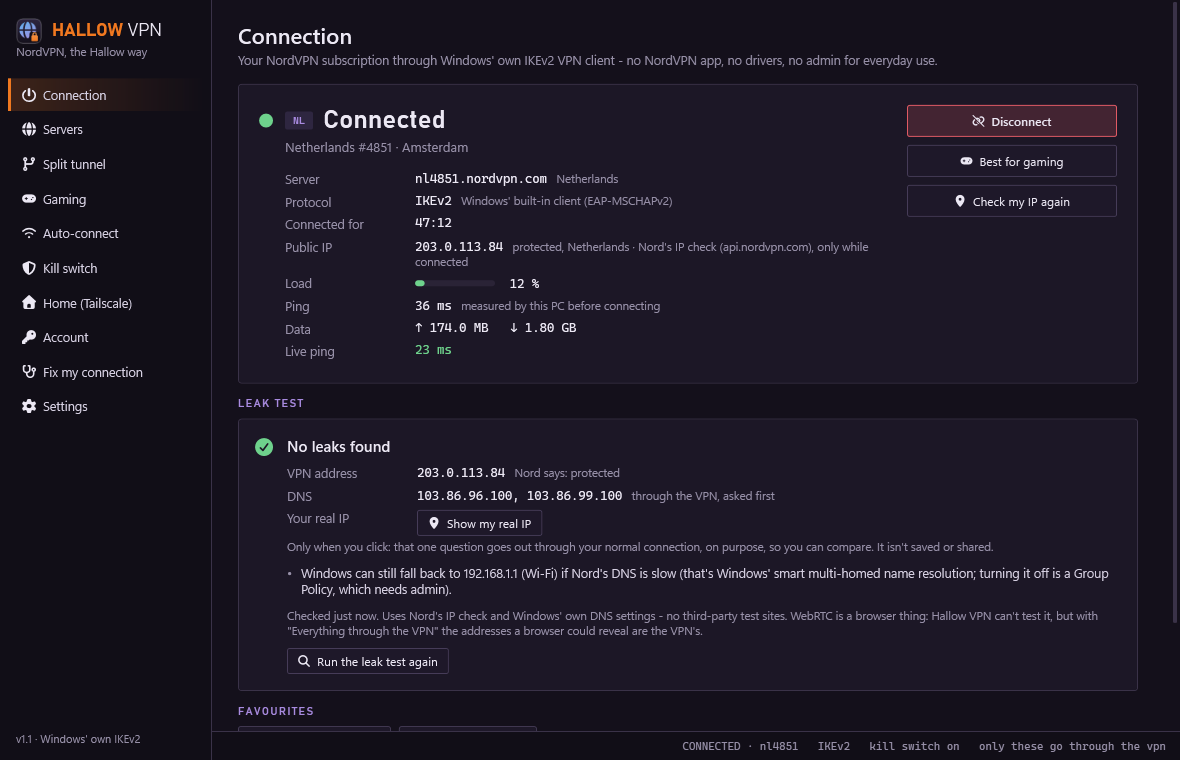 HALLOW VPN
NordVPN, the Hallow way
Connection
Servers
Split tunnel
Gaming
Auto-connect
Kill switch
Home (Tailscale)
Account
Fix my connection
Settings
v1.1 · Windows' own IKEv2
Connection
Your NordVPN subscription through Windows' own IKEv2 VPN client - no NordVPN app, no drivers, no admin for everyday use.
NL Connected
Netherlands #4851 · Amsterdam
Server nl4851.nordvpn.com Netherlands
Protocol IKEv2 Windows' built-in client (EAP-MSCHAPv2)
Connected for 47:12
Public IP 203.0.113.84 protected, Netherlands · Nord's IP check (api.nordvpn.com), only while
connected
Load 12 %
Ping 36 ms measured by this PC before connecting
Data ↑ 174.0 MB ↓ 1.80 GB
Live ping 23 ms
Disconnect
Best for gaming
Check my IP again
LEAK TEST
No leaks found
VPN address 203.0.113.84 Nord says: protected
DNS 103.86.96.100, 103.86.99.100 through the VPN, asked first
Your real IP Show my real IP
Only when you click: that one question goes out through your normal connection, on purpose, so you can compare. It isn't saved or shared.
• Windows can still fall back to 192.168.1.1 (Wi-Fi) if Nord's DNS is slow (that's Windows' smart multi-homed name resolution; turning it off is a Group
Policy, which needs admin).
Checked just now. Uses Nord's IP check and Windows' own DNS settings - no third-party test sites. WebRTC is a browser thing: Hallow VPN can't test it, but with
"Everything through the VPN" the addresses a browser could reveal are the VPN's.
Run the leak test again
FAVOURITES
CONNECTED · nl4851 IKEv2 kill switch on only these go through the vpn